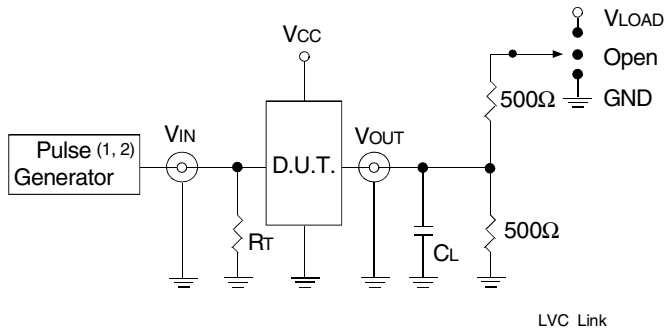 VLOAD
VCC
Open
500Ω
GND
VIN
VOUT
Pulse (1, 2)
Generator
D.U.T.
RT
CL
500Ω
LVC Link